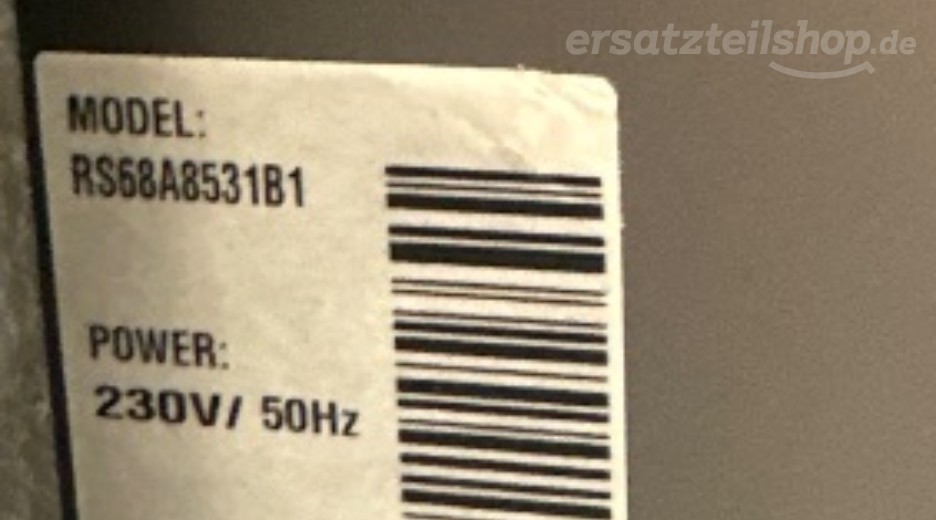 ersatzteilshop.de
MODEL:
RS68A8531B1
POWER:
230V/ 50Hz